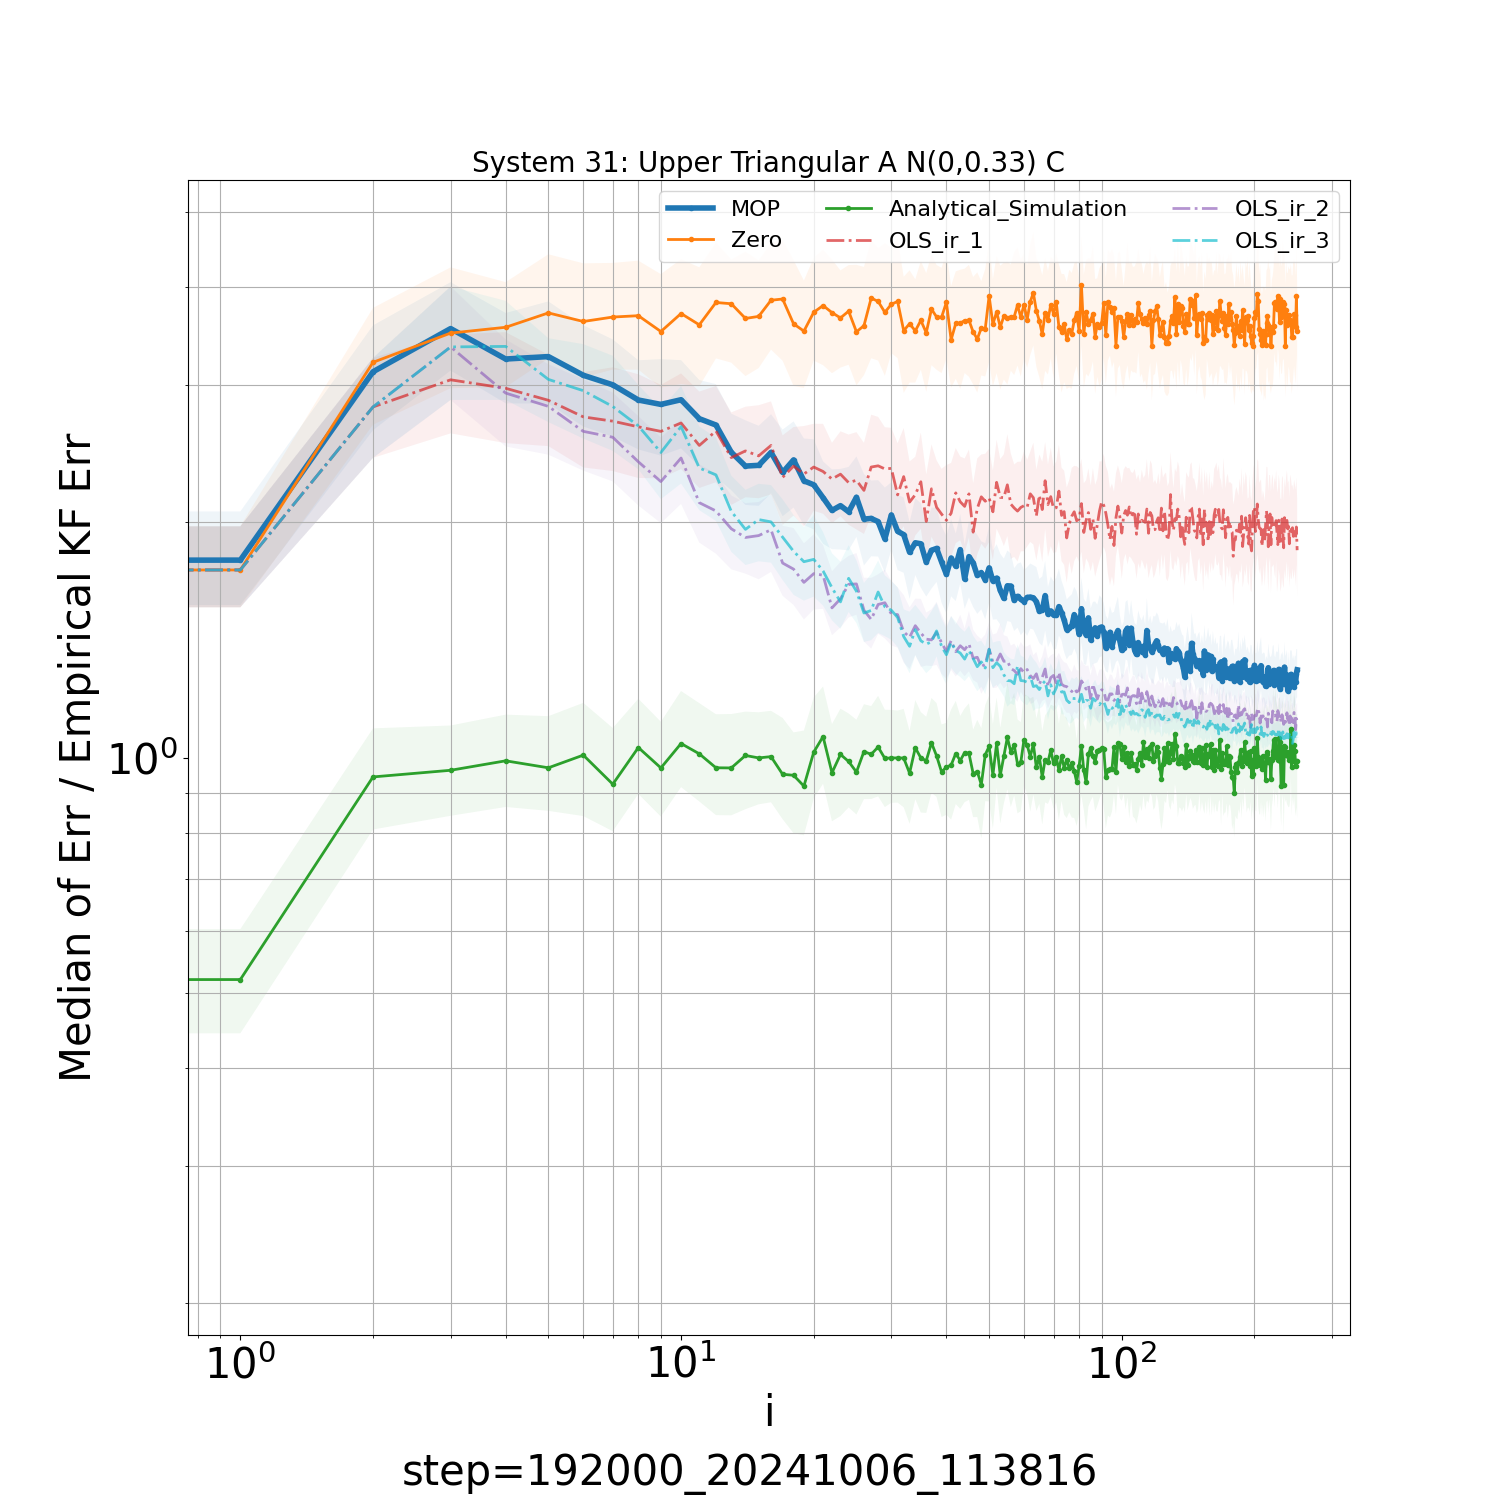 System 31: Upper Triangular A N(0,0.33) C
MOP
Zero
Analytical_Simulation
OLS_ir_1
OLS_ir_2
OLS_ir_3
Median of Err / Empirical KF Err
10⁰
10⁰ 10¹ 10²
i
step=192000_20241006_113816